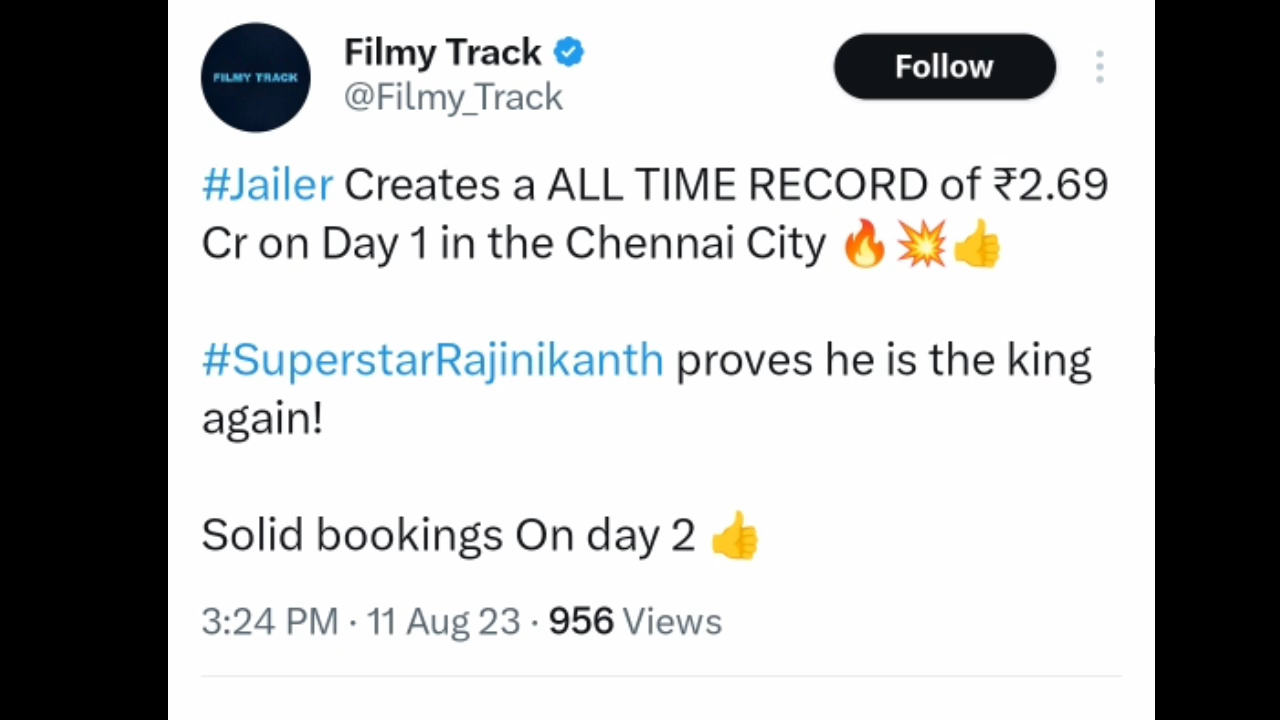 FILMY TRACK
Filmy Track
@Filmy_Track
Follow
#Jailer Creates a ALL TIME RECORD of ₹2.69
Cr on Day 1 in the Chennai City 🔥💥👍
#SuperstarRajinikanth proves he is the king
again!
Solid bookings On day 2 👍
3:24 PM · 11 Aug 23 · 956 Views